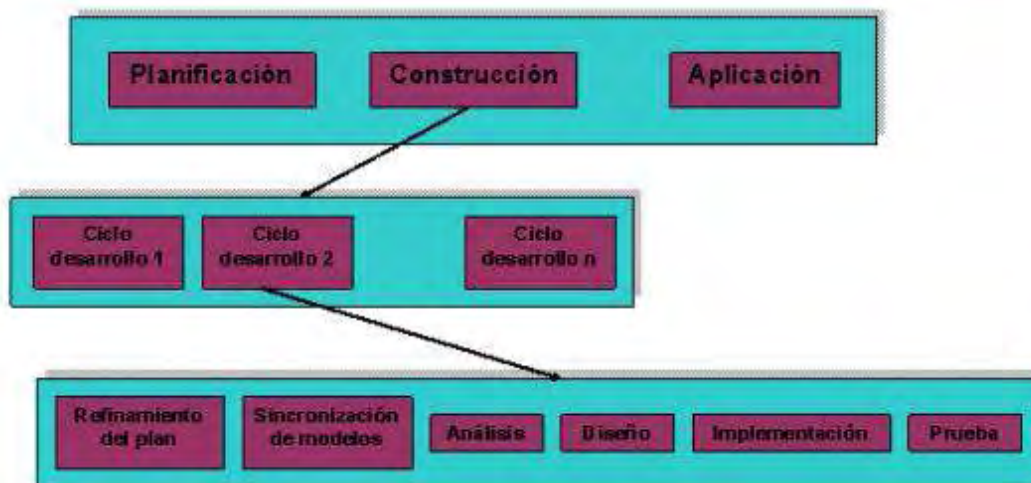 Planificación
Construcción
Aplicación
Ciclo
desarrollo 1
Ciclo
desarrollo 2
Ciclo
desarrollo n
Refinamiento
del plan
Sincronización
de modelos
Análisis
Diseño
Implementación
Prueba